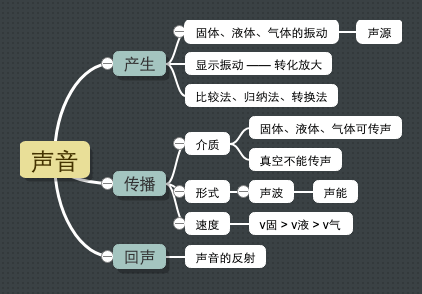 声音
产生
固体、液体、气体的振动
声源
显示振动 —— 转化放大
比较法、归纳法、转换法
传播
介质
固体、液体、气体可传声
真空不能传声
形式
声波
声能
速度
v固 > v液 > v气
回声
声音的反射